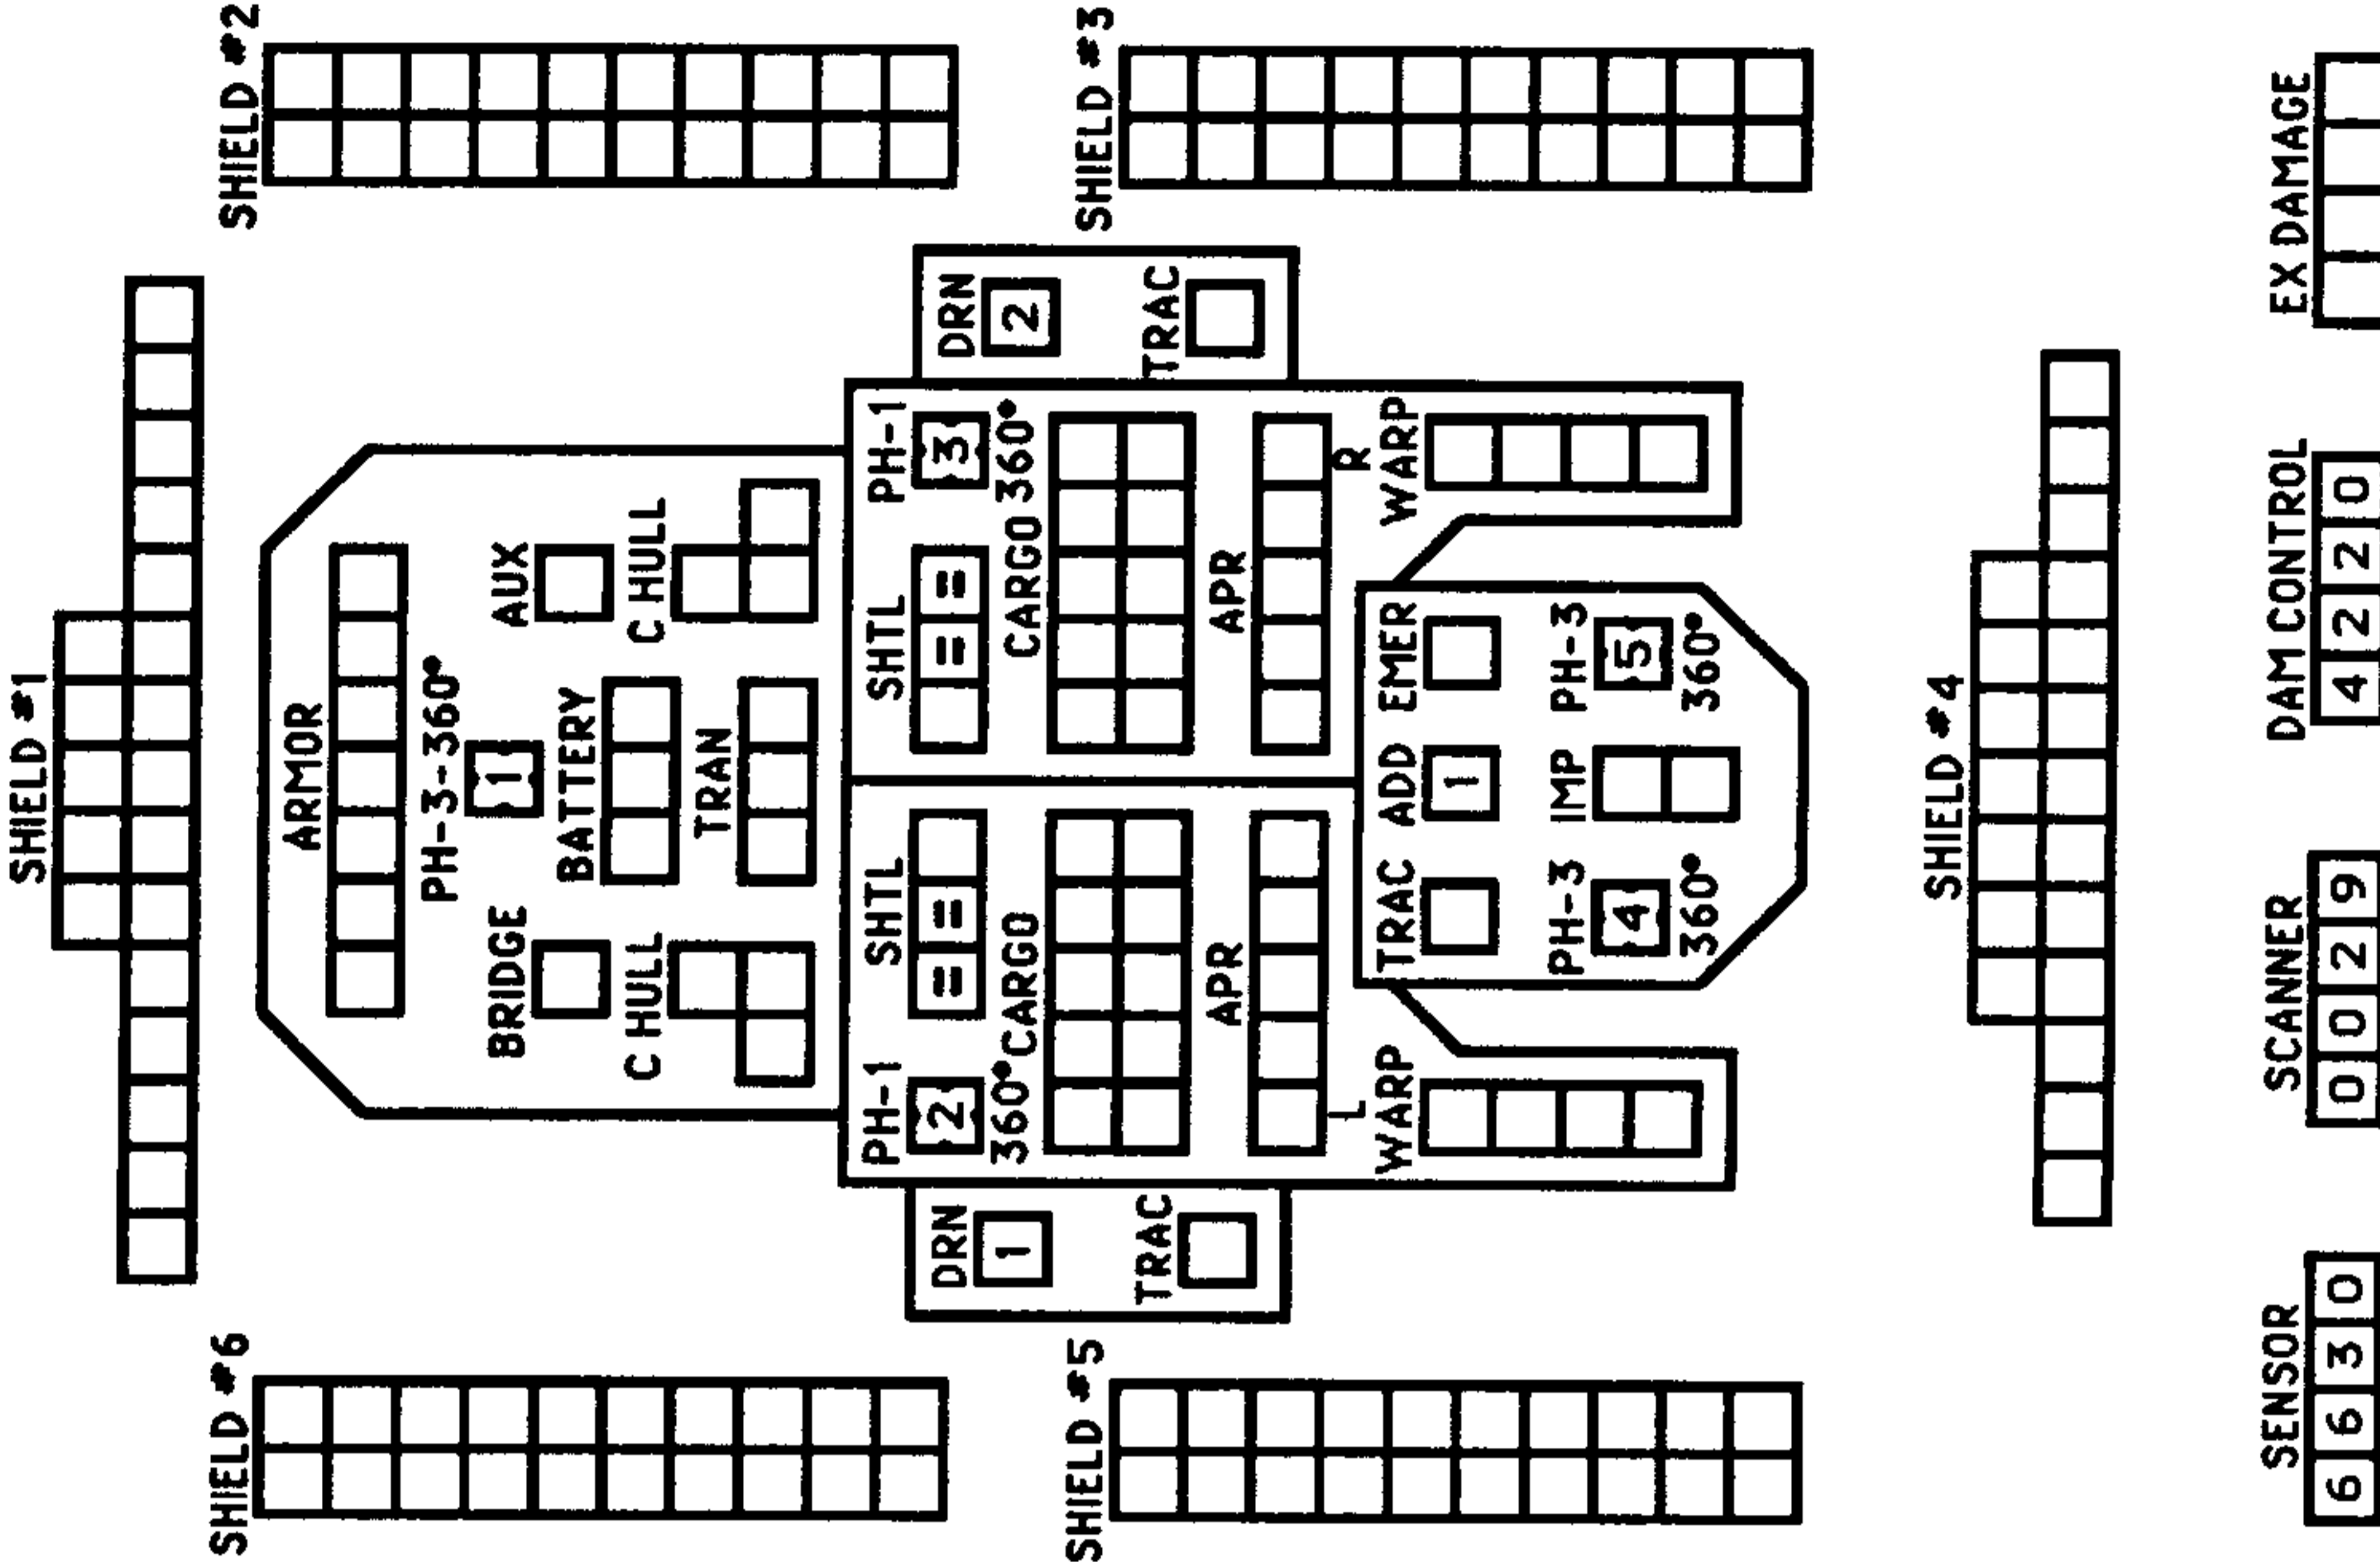 SHIELD #1
SHIELD #6
SHIELD #2
ARMOR
PH-3-360°
1
BRIDGE
AUX
BATTERY
C HULL
C HULL
TRAN
PH-1
SHTL
SHTL
PH-1
2
= =
= =
3
DRN
360°
CARGO
CARGO
360°
DRN
1
2
SHIELD #5
SHIELD #3
TRAC
APR
APR
TRAC
L
R
WARP
TRAC
ADD
EMER
WARP
1
PH-3
IMP
PH-3
4
5
360°
360°
SHIELD #4
SENSOR
SCANNER
DAM CONTROL
EX DAMAGE
6 6 3 0
0 0 2 9
4 2 2 0